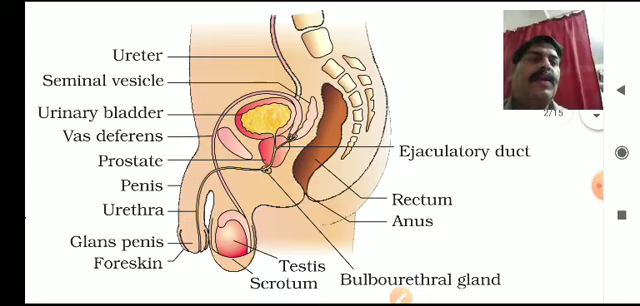 Ureter
Seminal vesicle
Urinary bladder
Vas deferens
Prostate
Penis
Urethra
Glans penis
Foreskin
Testis
Scrotum
Bulbourethral gland
Ejaculatory duct
Rectum
Anus
2/15